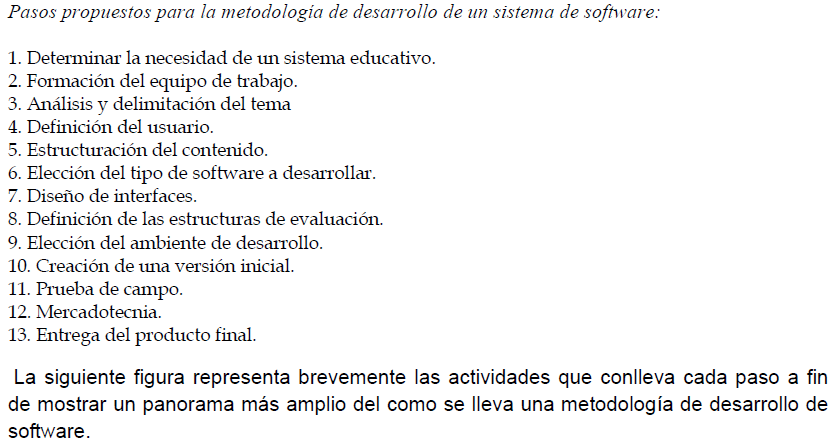 Pasos propuestos para la metodología de desarrollo de un sistema de software:
1. Determinar la necesidad de un sistema educativo.
2. Formación del equipo de trabajo.
3. Análisis y delimitación del tema
4. Definición del usuario.
5. Estructuración del contenido.
6. Elección del tipo de software a desarrollar.
7. Diseño de interfaces.
8. Definición de las estructuras de evaluación.
9. Elección del ambiente de desarrollo.
10. Creación de una versión inicial.
11. Prueba de campo.
12. Mercadotecnia.
13. Entrega del producto final.
La siguiente figura representa brevemente las actividades que conlleva cada paso a fin
de mostrar un panorama más amplio del como se lleva una metodología de desarrollo de
software.